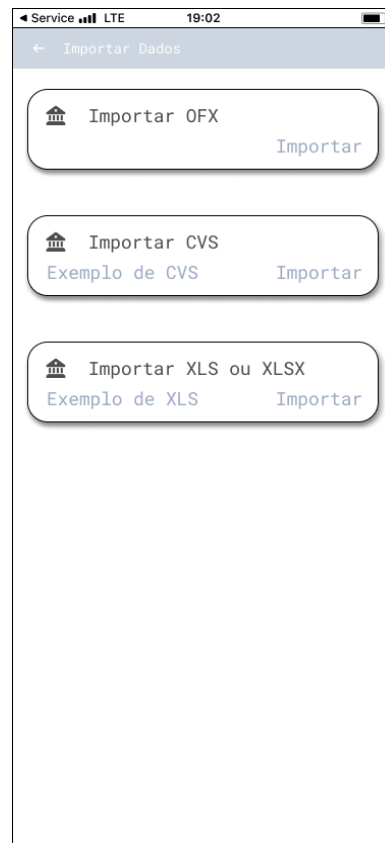 Service LTE 19:02
Importar Dados
Importar OFX
Importar
Importar CVS
Exemplo de CVS Importar
Importar XLS ou XLSX
Exemplo de XLS Importar